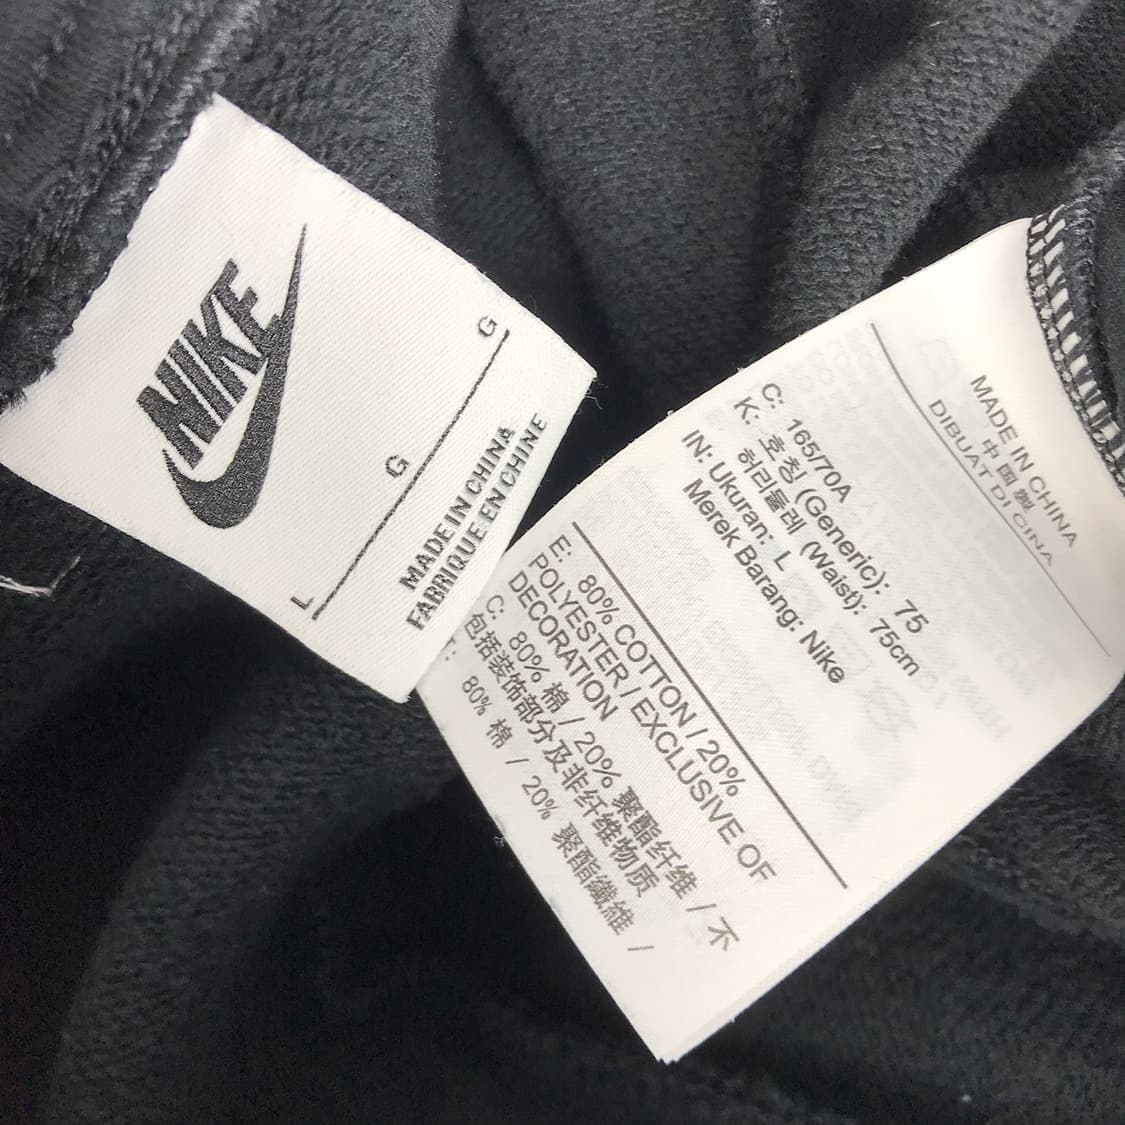 NIKE
L G G
MADE IN CHINA
FABRIQUE EN CHINE
MADE IN CHINA
中国製
DIBUAT DI CINA
C: 165/70A
K: 호칭 (Generic): 75
허리둘레 (Waist): 75cm
IN: Ukuran: L
Merek Barang: Nike
E: 80% COTTON / 20%
POLYESTER / EXCLUSIVE OF
DECORATION
C: 80% 棉 / 20% 聚酯纤维 / 不
包括装饰部分及非纤维物质
80% 棉 / 20% 聚酯纖維 /